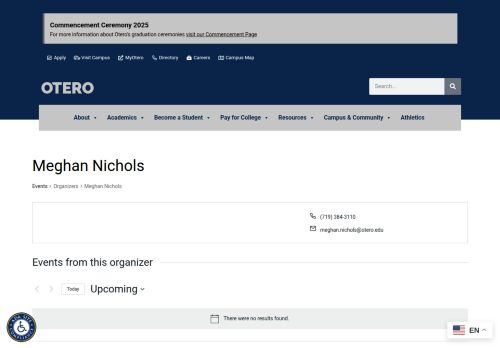 Commencement Ceremony 2025
For more information about Otero's graduation ceremonies visit our Commencement Page
Apply Visit Campus MyOtero Directory Careers Campus Map
OTERO
Search...
About Academics Become a Student Pay for College Resources Campus & Community Athletics
Meghan Nichols
Events › Organizers › Meghan Nichols
(719) 384-3110
meghan.nichols@otero.edu
Events from this organizer
Today Upcoming
There were no results found.
EN